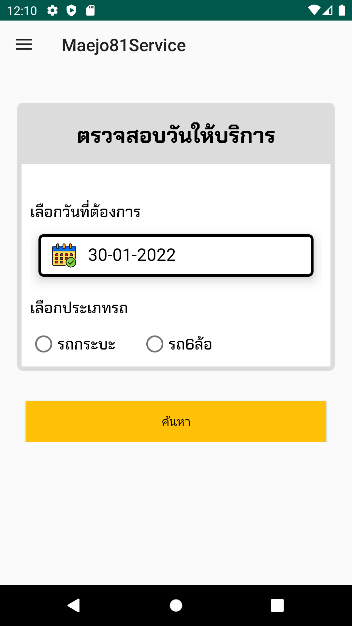 12:10
Maejo81Service
ตรวจสอบวันให้บริการ
เลือกวันที่ต้องการ
30-01-2022
เลือกประเภทรถ
รถกระบะ รถ6ล้อ
ค้นหา